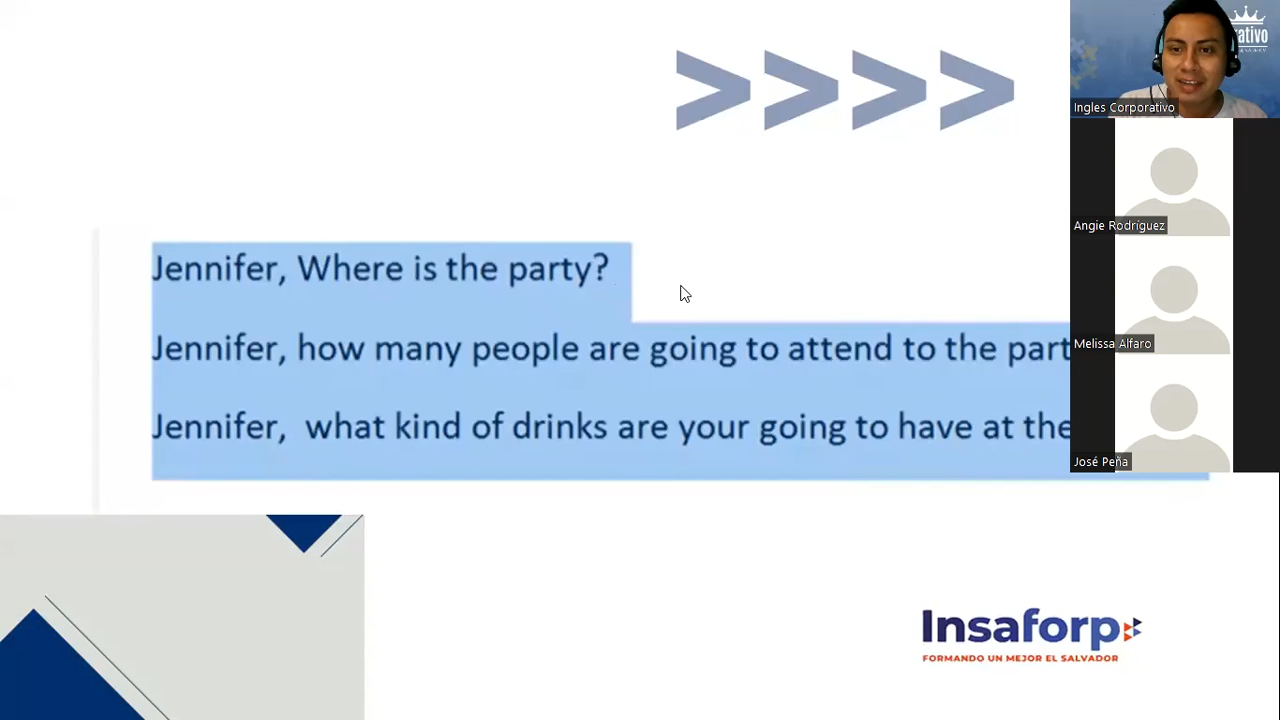 >>>>
rativo
Ingles Corporativo
Angie Rodríguez
Melissa Alfaro
José Peña
Jennifer, Where is the party?
Jennifer, how many people are going to attend to the part
Jennifer, what kind of drinks are your going to have at the
Insaforp
FORMANDO UN MEJOR EL SALVADOR